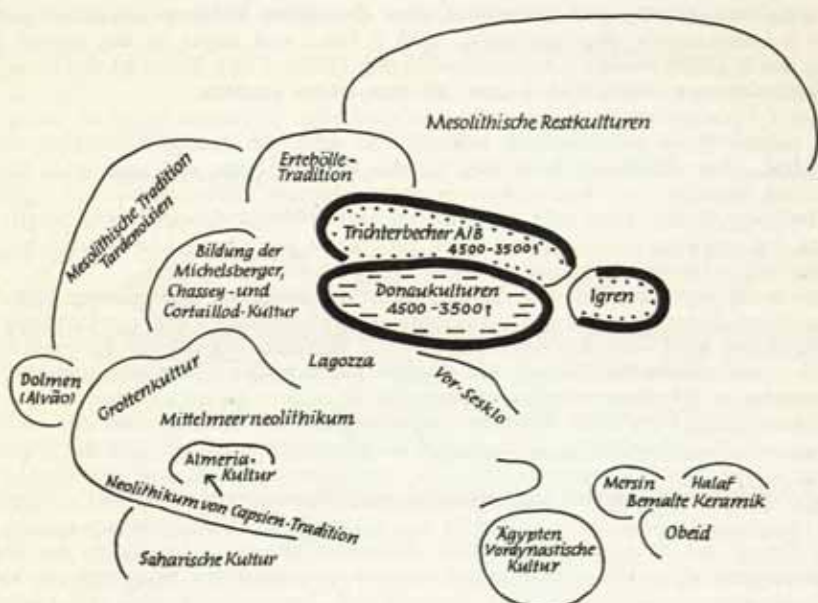 Mesolithische Restkulturen
Ertebölle-
Tradition
Mesolithische Tradition
Tardenoisien
Trichterbecher A/B
4500-3500 t
Bildung der
Michelsberger,
Chassey- und
Cortaillod-Kultur
Donaukulturen
4500-3500 t
Igren
Dolmen
(Alvão)
Grottenkultur
Lagozza
Vor-Sesklo
Mittelmeerneolithikum
Almeria-
Kultur
Neolithikum von Capsien-Tradition
Saharische Kultur
Mersin
Halaf
Bemalte Keramik
Obeid
Ägypten
Vordynastische
Kultur